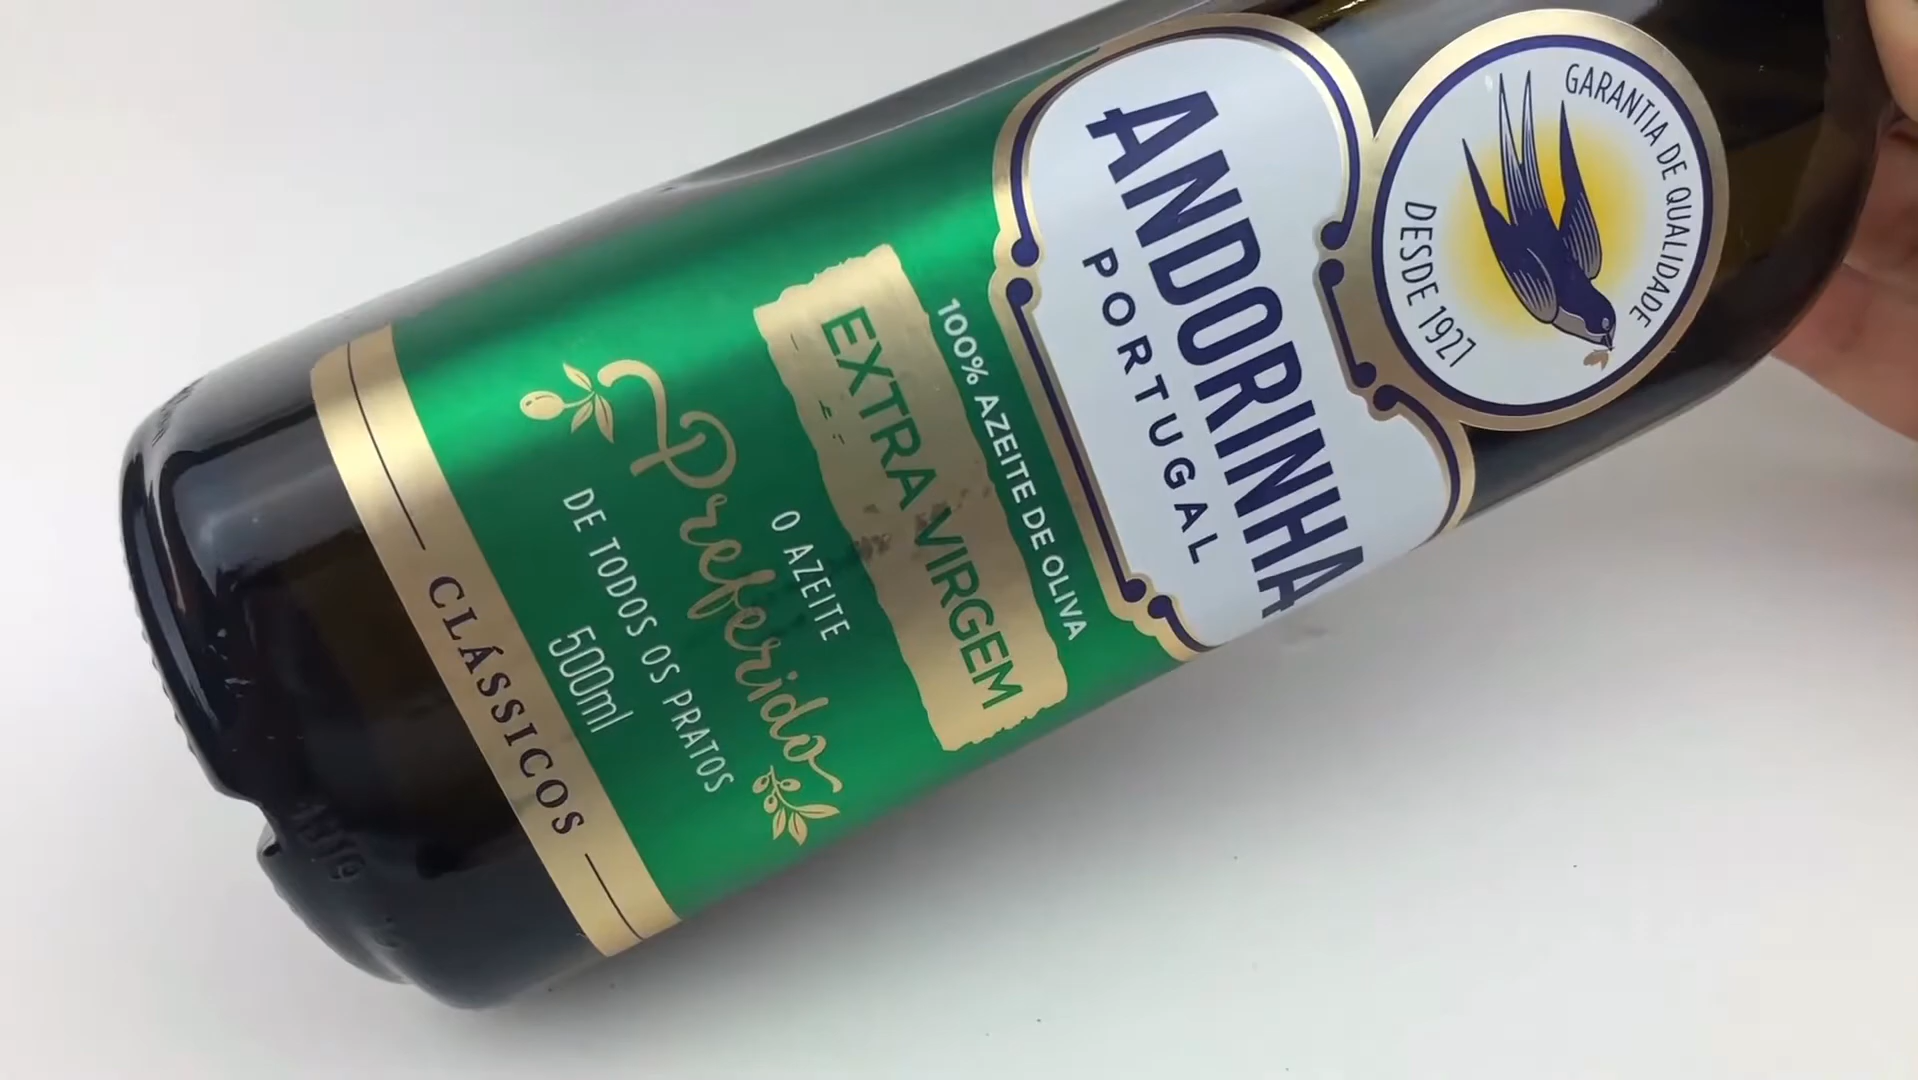 GARANTIA DE QUALIDADE
DESDE 1927
ANDORINHA
PORTUGAL
100% AZEITE DE OLIVA
EXTRA VIRGEM
O AZEITE
Preferido
DE TODOS OS PRATOS
500ml
CLÁSSICOS